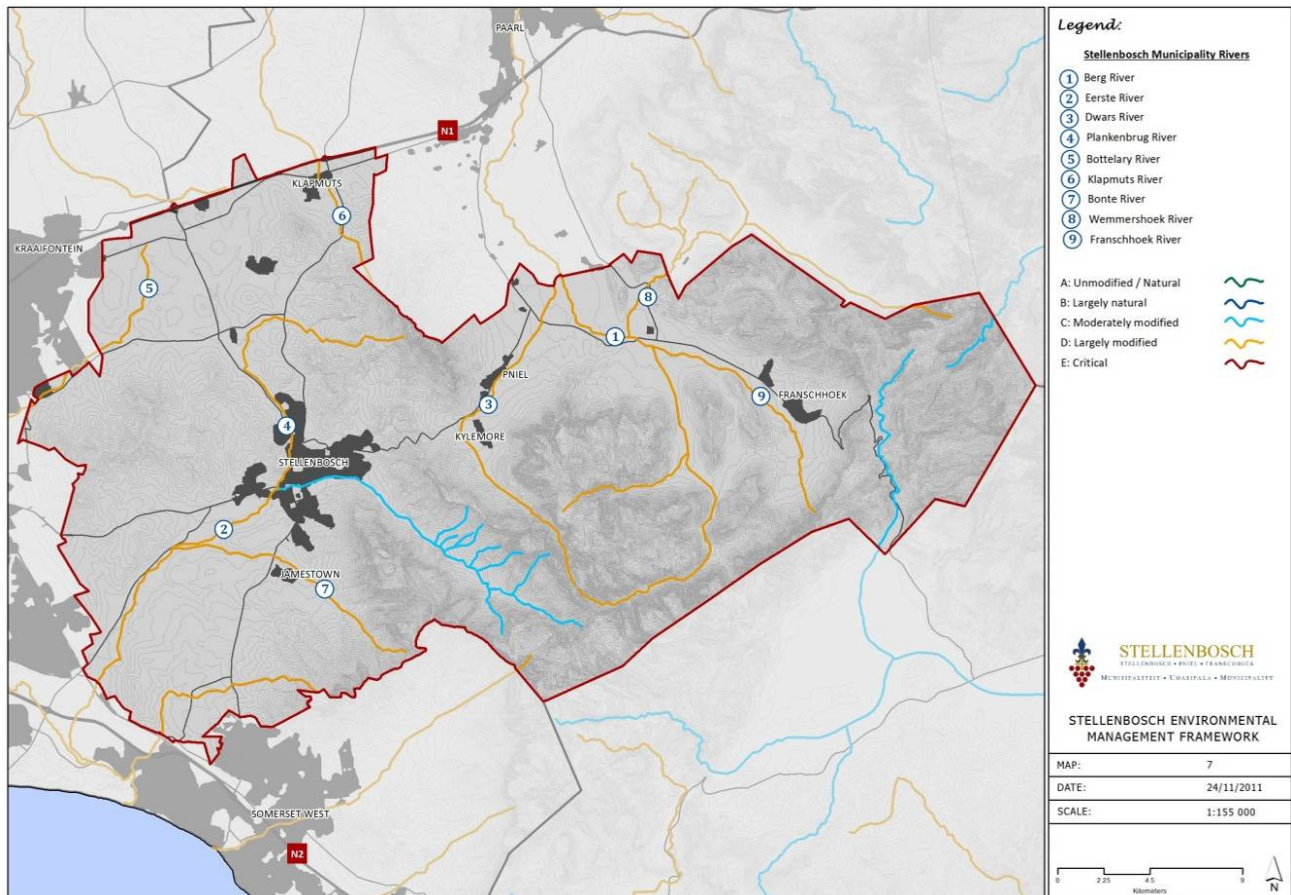 PAARL
N1
KLAPMUTS
6
KRAAIFONTEIN
5
8
1
PNIEL
9
FRANSCHHOEK
3
4
KYLEMORE
STELLENBOSCH
2
JAMESTOWN
7
SOMERSET WEST
N2
Legend:
Stellenbosch Municipality Rivers
1 Berg River
2 Eerste River
3 Dwars River
4 Plankenbrug River
5 Bottelary River
6 Klapmuts River
7 Bonte River
8 Wemmershoek River
9 Franschhoek River
A: Unmodified / Natural
B: Largely natural
C: Moderately modified
D: Largely modified
E: Critical
STELLENBOSCH
STELLENBOSCH • PNIEL • FRANSCHHOEK
MUNISIPALITEIT • UMASIPALA • MUNICIPALITY
STELLENBOSCH ENVIRONMENTAL
MANAGEMENT FRAMEWORK
MAP: 7
DATE: 24/11/2011
SCALE: 1:155 000
0 2.25 4.5 9
Kilometers
N